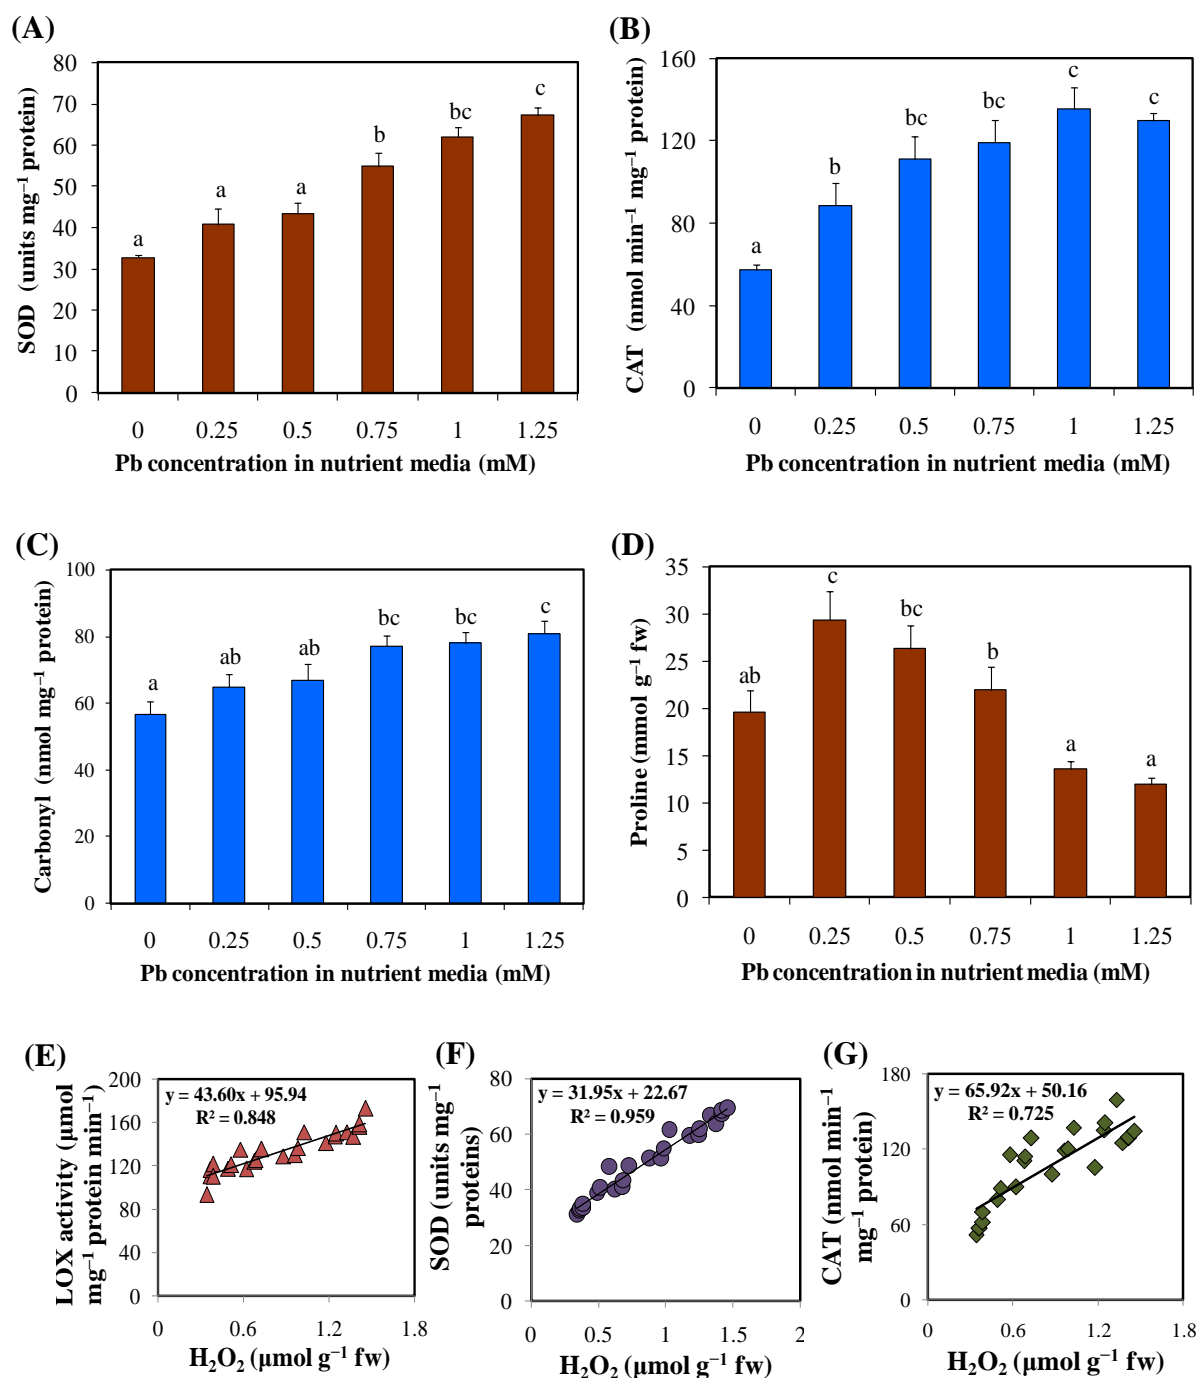 (A)
SOD (units mg⁻¹ protein)
80
70
60
50
40
30
20
10
0
a
a
a
b
bc
c
0 0.25 0.5 0.75 1 1.25
Pb concentration in nutrient media (mM)
(B)
CAT (nmol min⁻¹ mg⁻¹ protein)
160
120
80
40
0
a
b
bc
bc
c
c
0 0.25 0.5 0.75 1 1.25
Pb concentration in nutrient media (mM)
(C)
Carbonyl (nmol mg⁻¹ protein)
100
80
60
40
20
0
a
ab
ab
bc
bc
c
0 0.25 0.5 0.75 1 1.25
Pb concentration in nutrient media (mM)
(D)
Proline (mmol g⁻¹ fw)
35
30
25
20
15
10
5
0
ab
c
bc
b
a
a
0 0.25 0.5 0.75 1 1.25
Pb concentration in nutrient media (mM)
(E)
LOX activity (µmol
mg⁻¹ protein min⁻¹)
200
160
120
80
40
0
y = 43.60x + 95.94
R² = 0.848
0 0.6 1.2 1.8
H₂O₂ (µmol g⁻¹ fw)
(F)
SOD (units mg⁻¹
proteins)
80
60
40
20
0
y = 31.95x + 22.67
R² = 0.959
0 0.5 1 1.5 2
H₂O₂ (µmol g⁻¹ fw)
(G)
CAT (nmol min⁻¹
mg⁻¹ protein)
180
120
60
0
y = 65.92x + 50.16
R² = 0.725
0 0.6 1.2 1.8
H₂O₂ (µmol g⁻¹ fw)